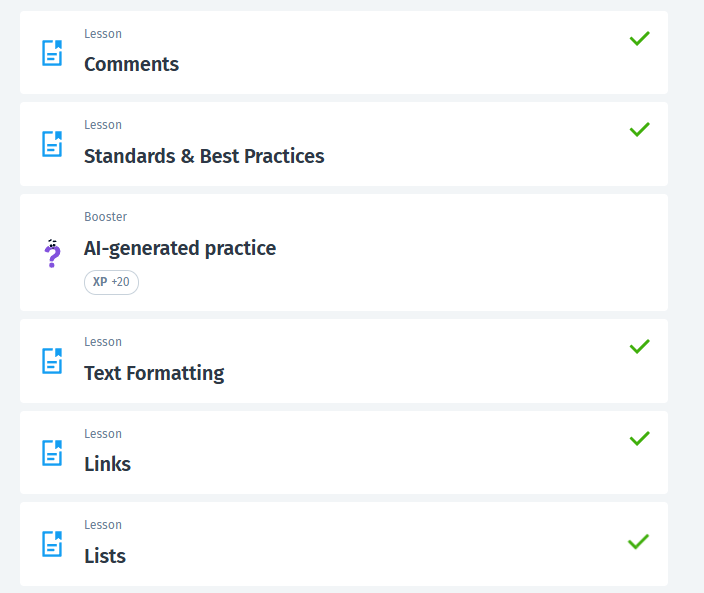 Lesson
Comments
Lesson
Standards & Best Practices
Booster
AI-generated practice
XP +20
Lesson
Text Formatting
Lesson
Links
Lesson
Lists